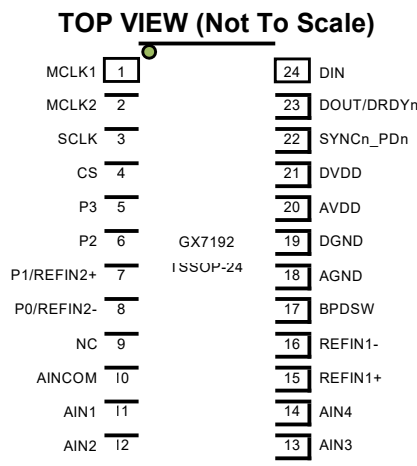 TOP VIEW (Not To Scale)
MCLK1 1 24 DIN
MCLK2 2 23 DOUT/DRDYn
SCLK 3 22 SYNCn_PDn
CS 4 21 DVDD
P3 5 20 AVDD
P2 6 GX7192 19 DGND
P1/REFIN2+ 7 TSSOP-24 18 AGND
P0/REFIN2- 8 17 BPDSW
NC 9 16 REFIN1-
AINCOM 10 15 REFIN1+
AIN1 11 14 AIN4
AIN2 12 13 AIN3